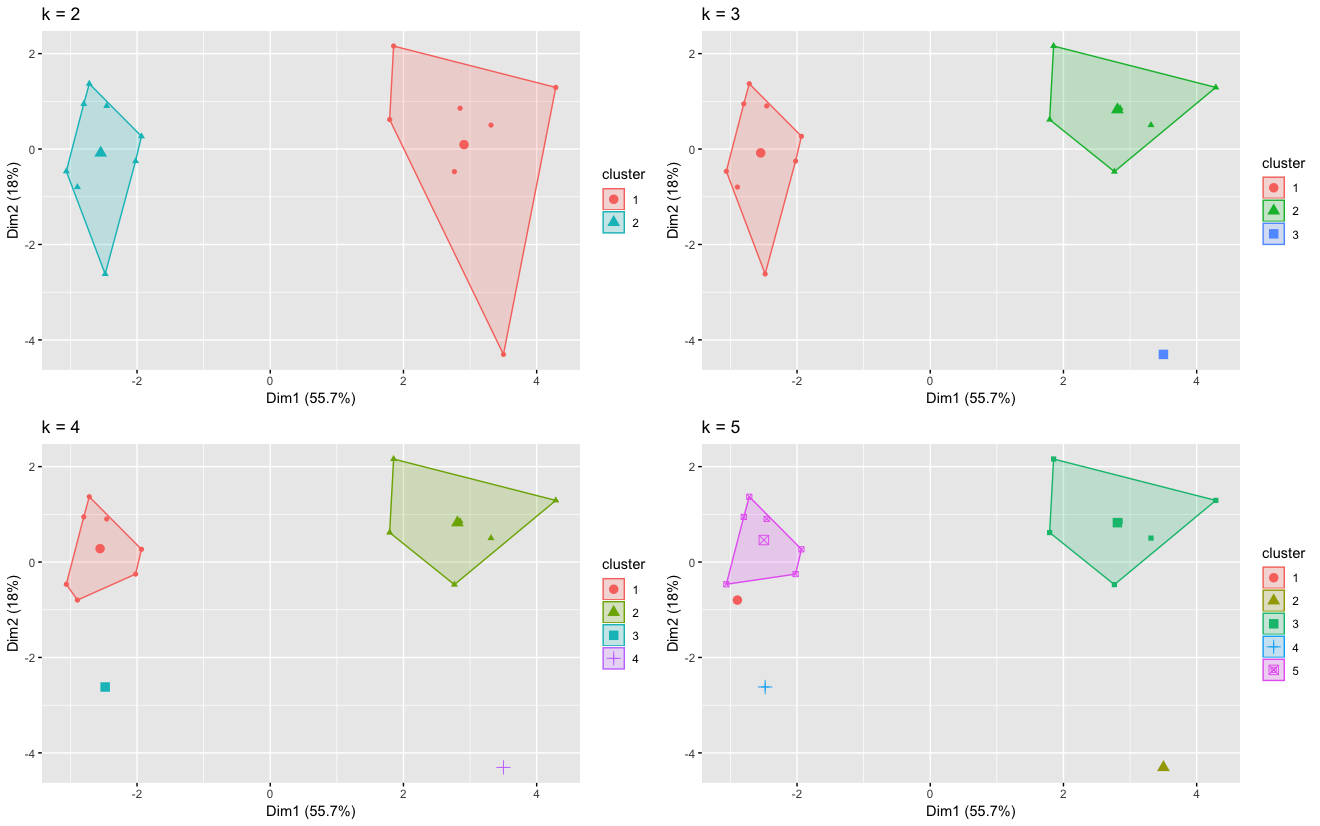 k = 2
2
0
-2
-4
Dim2 (18%)
-2
0
2
4
Dim1 (55.7%)
cluster
1
2
k = 3
2
0
-2
-4
Dim2 (18%)
-2
0
2
4
Dim1 (55.7%)
cluster
1
2
3
k = 4
2
0
-2
-4
Dim2 (18%)
-2
0
2
4
Dim1 (55.7%)
cluster
1
2
3
4
k = 5
2
0
-2
-4
Dim2 (18%)
-2
0
2
4
Dim1 (55.7%)
cluster
1
2
3
4
5